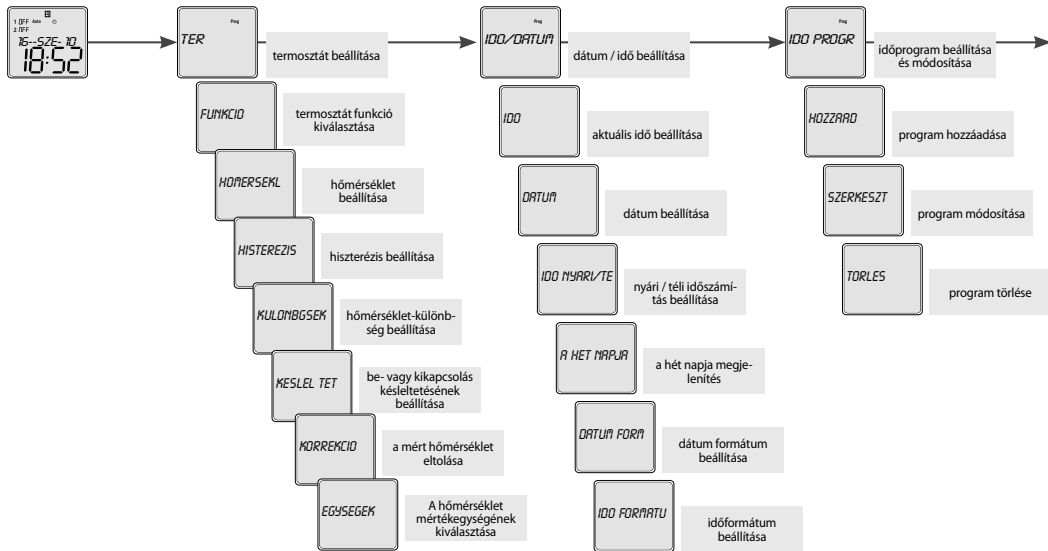 1 OFF Auto
2 OFF
16--SZE- 10
18:52
Prog
TER
termosztát beállítása
FUNKCIO
termosztát funkció
kiválasztása
HOMERSEKL
hőmérséklet
beállítása
HISTEREZIS
hiszterézis beállítása
KULONBGSEK
hőmérséklet-különb-
ség beállítása
KESLEL TET
be- vagy kikapcsolás
késleltetésének
beállítása
KORREKCIO
a mért hőmérséklet
eltolása
EGYSEGEK
A hőmérséklet
mértékegységének
kiválasztása
Prog
IDO/DATUM
dátum / idő beállítása
IDO
aktuális idő beállítása
DATUM
dátum beállítása
IDO NYARI/TE
nyári / téli időszámí-
tás beállítása
A HET NAPJA
a hét napja megje-
lenítés
DATUM FORM
dátum formátum
beállítása
IDO FORMATU
időformátum
beállítása
Prog
IDO PROGR
időprogram beállítása
és módosítása
HOZZAAD
program hozzáadása
SZERKESZT
program módosítása
TORLES
program törlése